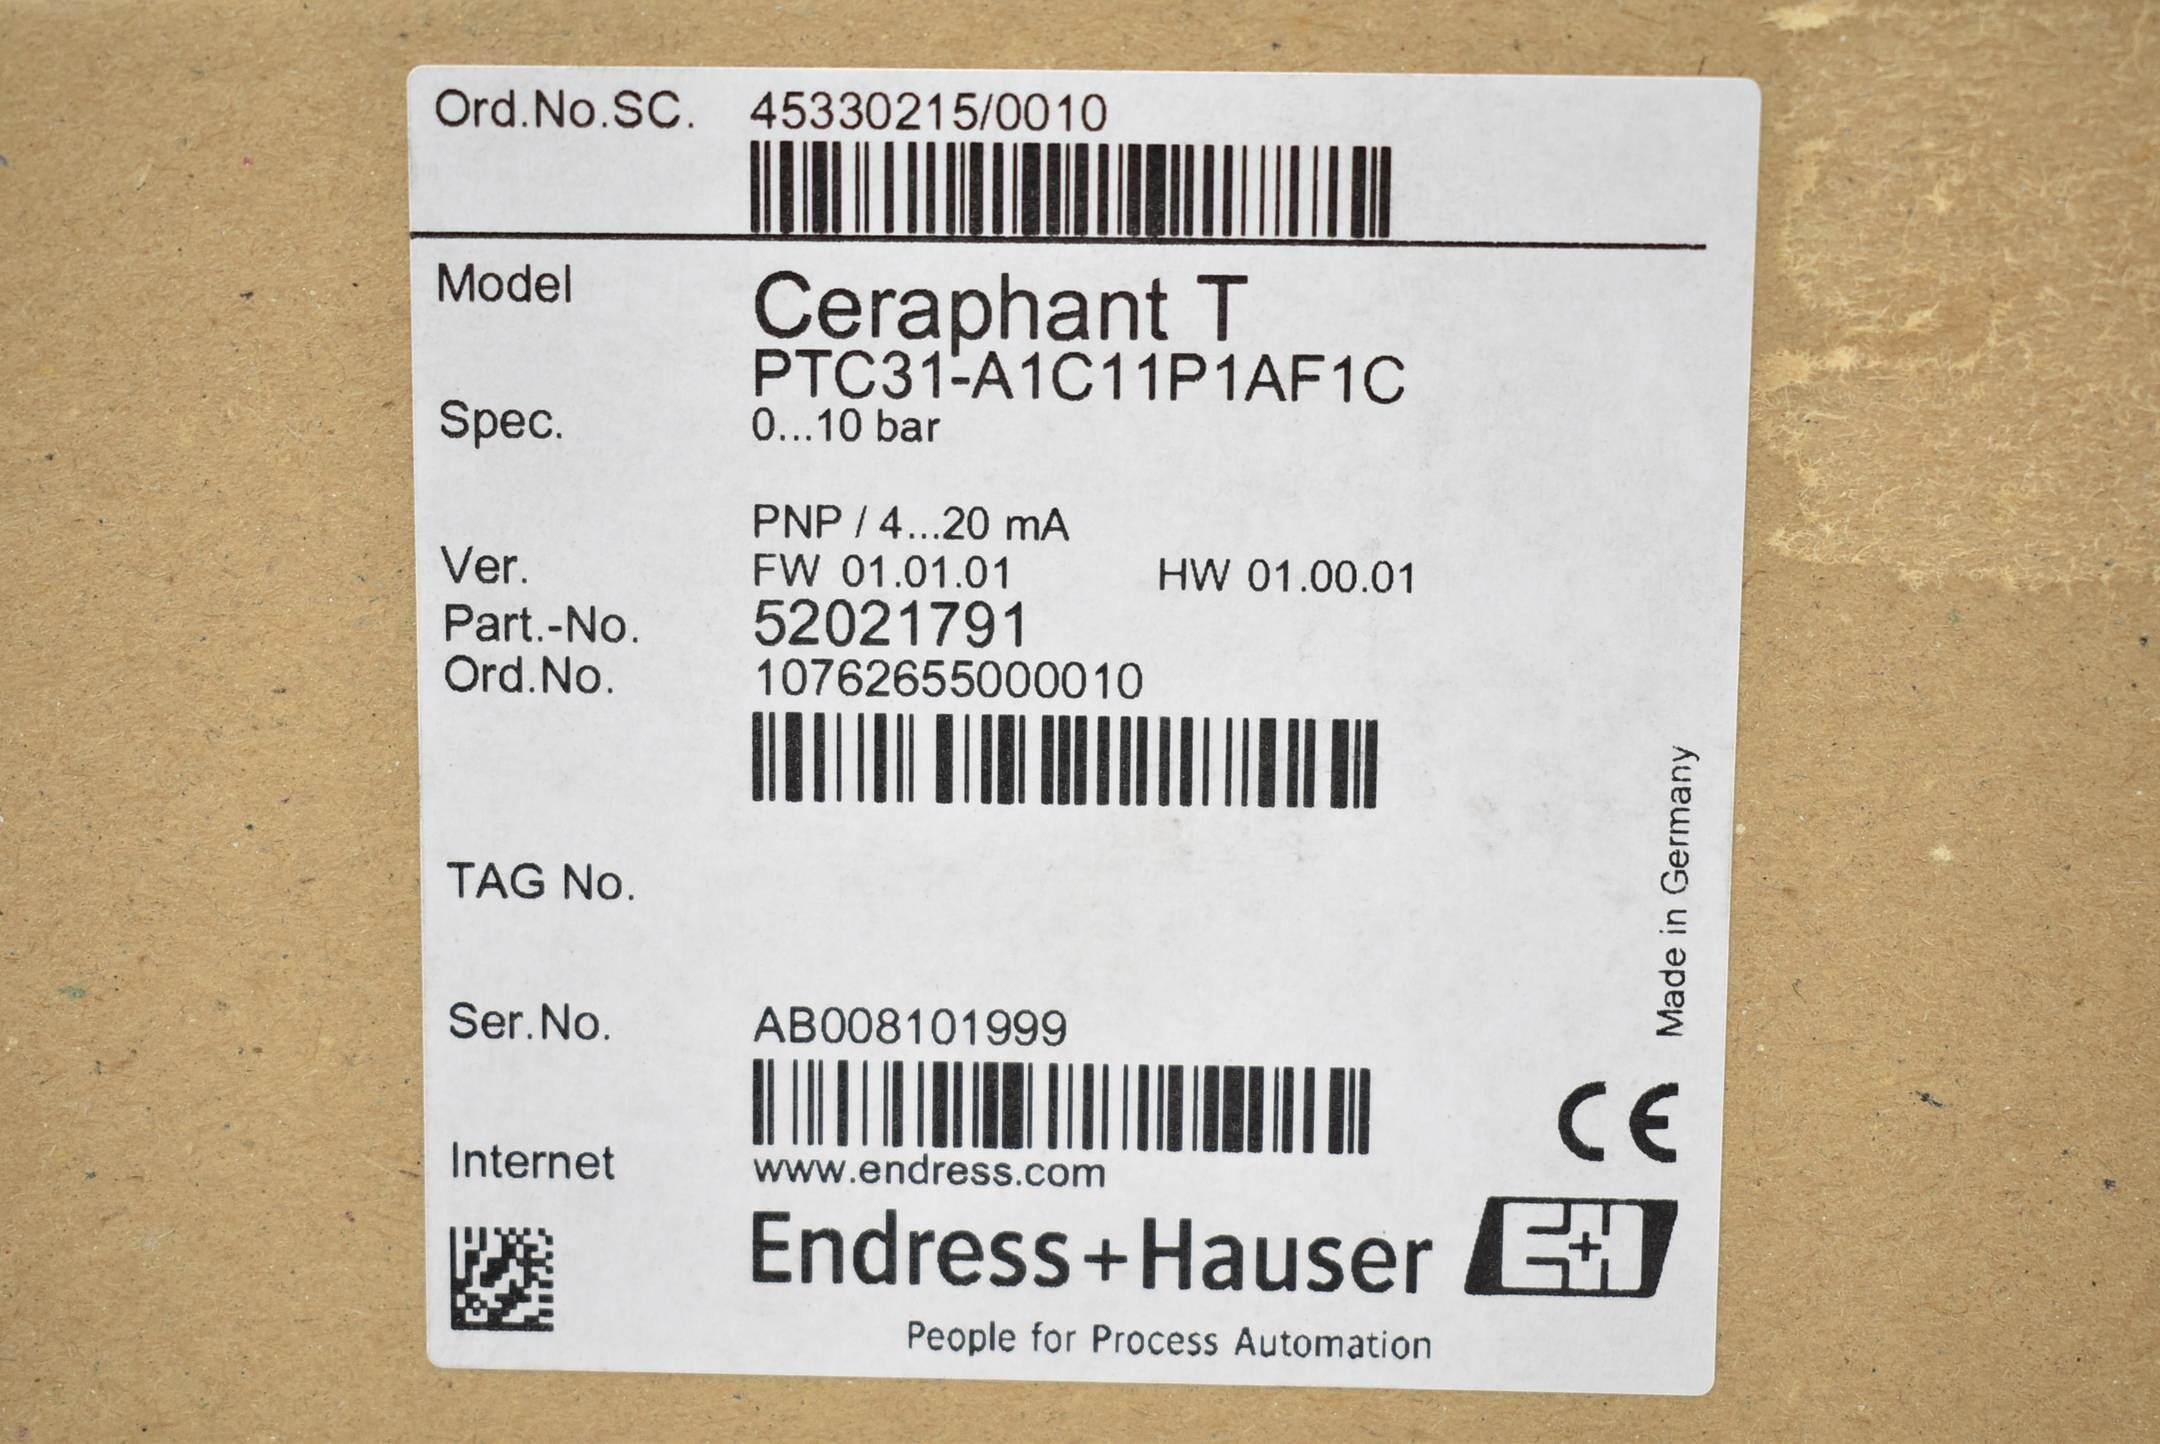 Ord.No.SC. 45330215/0010
Model Ceraphant T
PTC31-A1C11P1AF1C
Spec. 0...10 bar
PNP / 4...20 mA
Ver. FW 01.01.01 HW 01.00.01
Part.-No. 52021791
Ord.No. 10762655000010
TAG No.
Ser.No. AB008101999
Internet www.endress.com
Made in Germany
CE
Endress+Hauser E+H
People for Process Automation